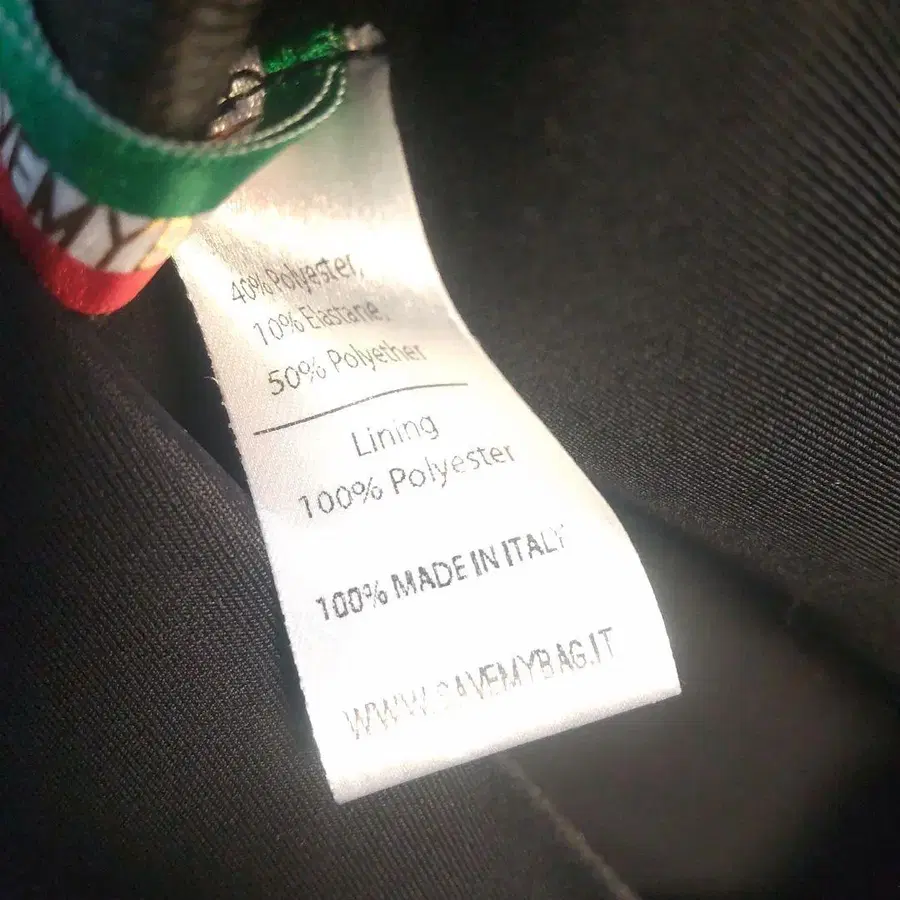 40% Polyester,
10% Elastane,
50% Polyether
Lining
100% Polyester
100% MADE IN ITALY
WWW.SAVEMYBAG.IT